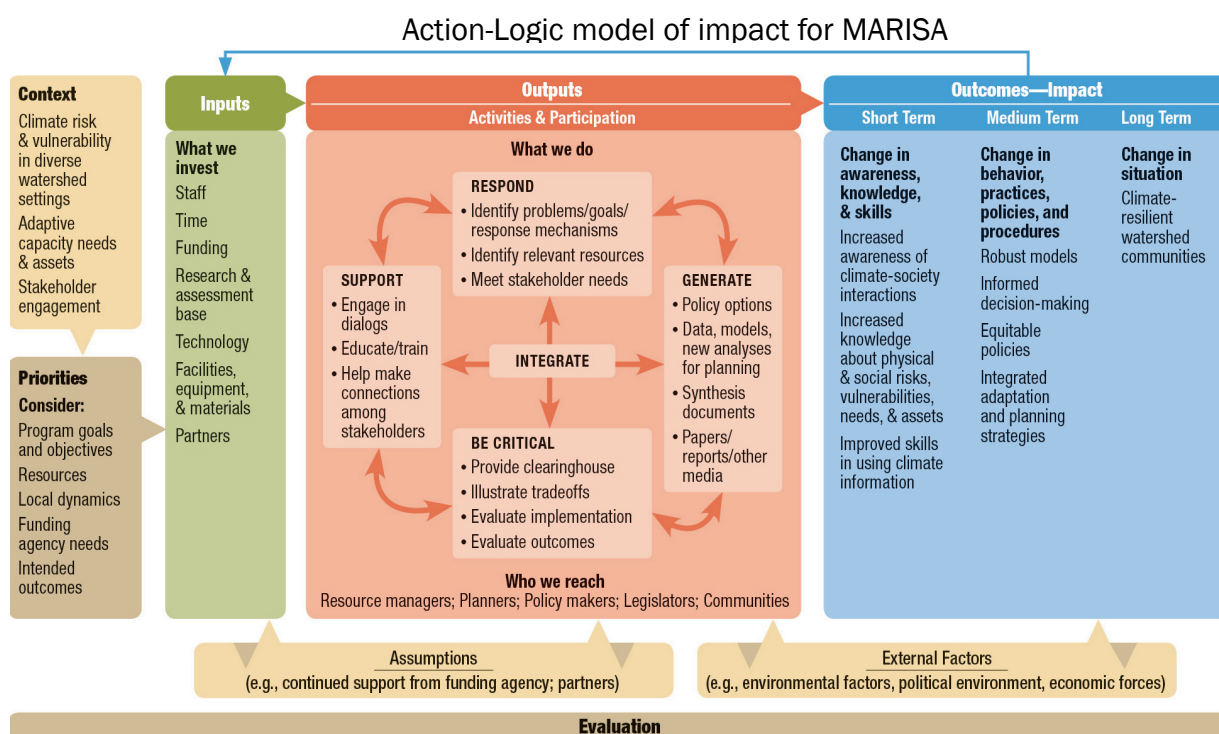 Action-Logic model of impact for MARISA
Context
Climate risk
& vulnerability
in diverse
watershed
settings
Adaptive
capacity needs
& assets
Stakeholder
engagement
Priorities
Consider:
Program goals
and objectives
Resources
Local dynamics
Funding
agency needs
Intended
outcomes
Inputs
What we
invest
Staff
Time
Funding
Research &
assessment
base
Technology
Facilities,
equipment,
& materials
Partners
Outputs
Activities & Participation
What we do
RESPOND
• Identify problems/goals/
response mechanisms
• Identify relevant resources
• Meet stakeholder needs
SUPPORT
• Engage in
dialogs
• Educate/train
• Help make
connections
among
stakeholders
INTEGRATE
GENERATE
• Policy options
• Data, models,
new analyses
for planning
• Synthesis
documents
• Papers/
reports/other
media
BE CRITICAL
• Provide clearinghouse
• Illustrate tradeoffs
• Evaluate implementation
• Evaluate outcomes
Who we reach
Resource managers; Planners; Policy makers; Legislators; Communities
Outcomes—Impact
Short Term
Medium Term
Long Term
Change in
awareness,
knowledge,
& skills
Increased
awareness of
climate-society
interactions
Increased
knowledge
about physical
& social risks,
vulnerabilities,
needs, & assets
Improved skills
in using climate
information
Change in
behavior,
practices,
policies, and
procedures
Robust models
Informed
decision-making
Equitable
policies
Integrated
adaptation
and planning
strategies
Change in
situation
Climate-
resilient
watershed
communities
Assumptions
(e.g., continued support from funding agency; partners)
External Factors
(e.g., environmental factors, political environment, economic forces)
Evaluation